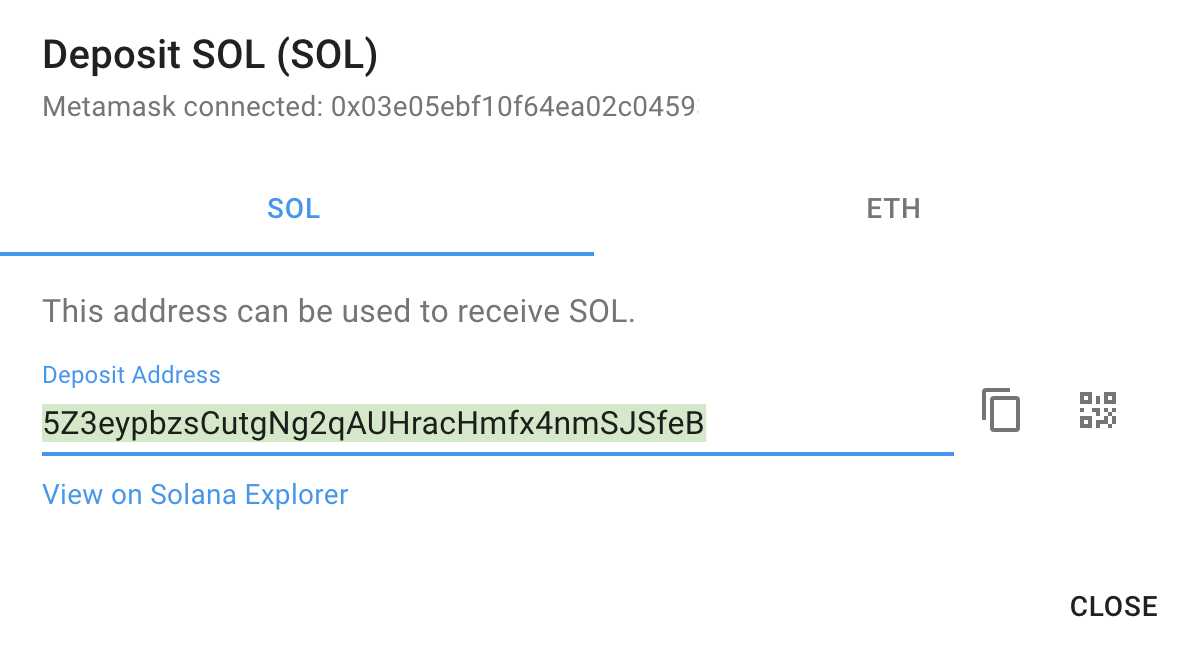 Deposit SOL (SOL)
Metamask connected: 0x03e05ebf10f64ea02c0459
SOL
ETH
This address can be used to receive SOL.
Deposit Address
5Z3eypbzsCutgNg2qAUHracHmfx4nmSJSfeB
View on Solana Explorer
CLOSE